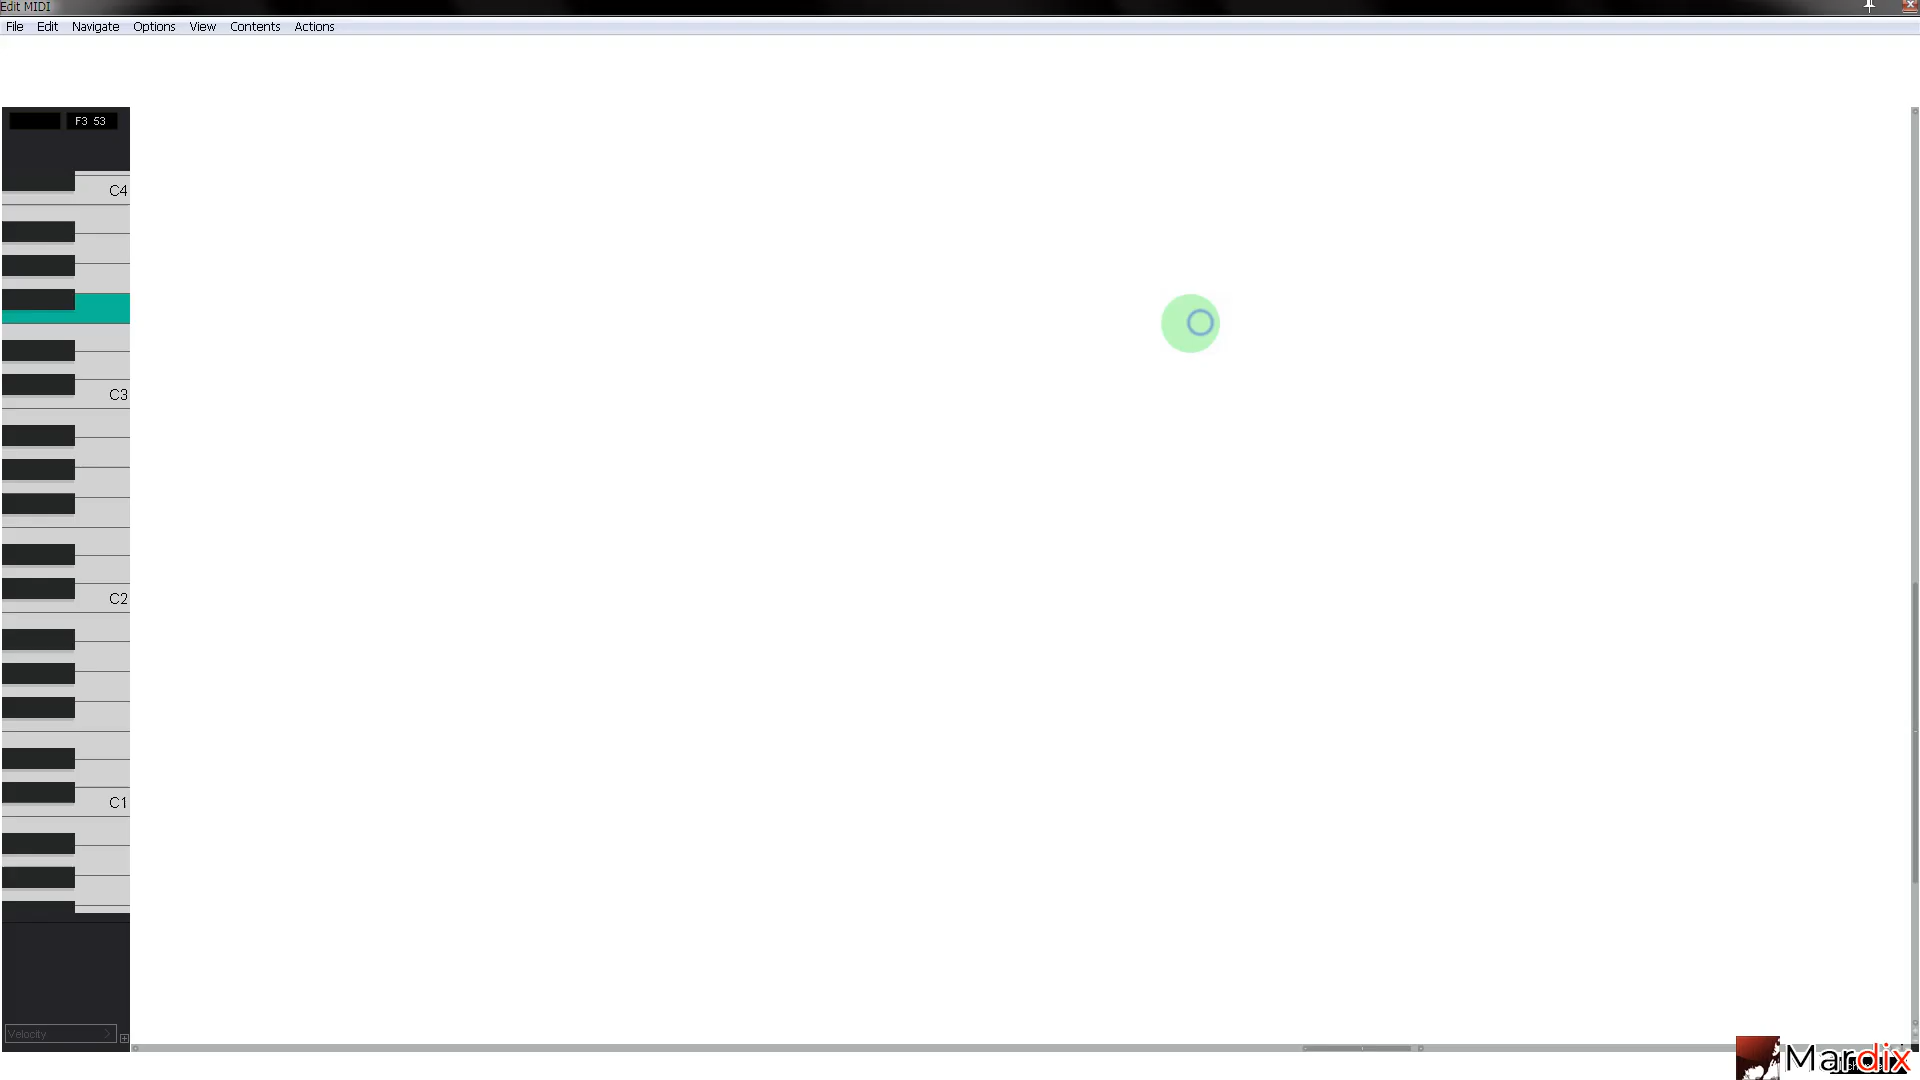 Edit MIDI
File Edit Navigate Options View Contents Actions
F3 53
C4
C3
C2
C1
Velocity
Mardix